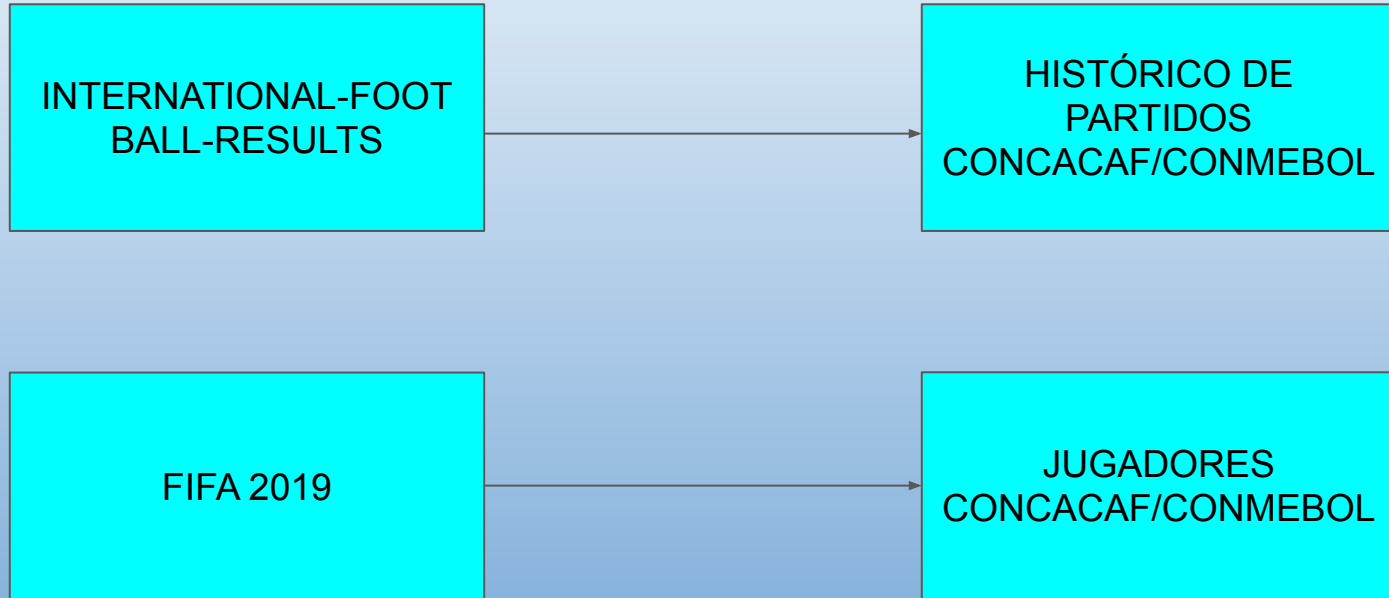 INTERNATIONAL-FOOT
BALL-RESULTS
HISTÓRICO DE
PARTIDOS
CONCACAF/CONMEBOL
FIFA 2019
JUGADORES
CONCACAF/CONMEBOL